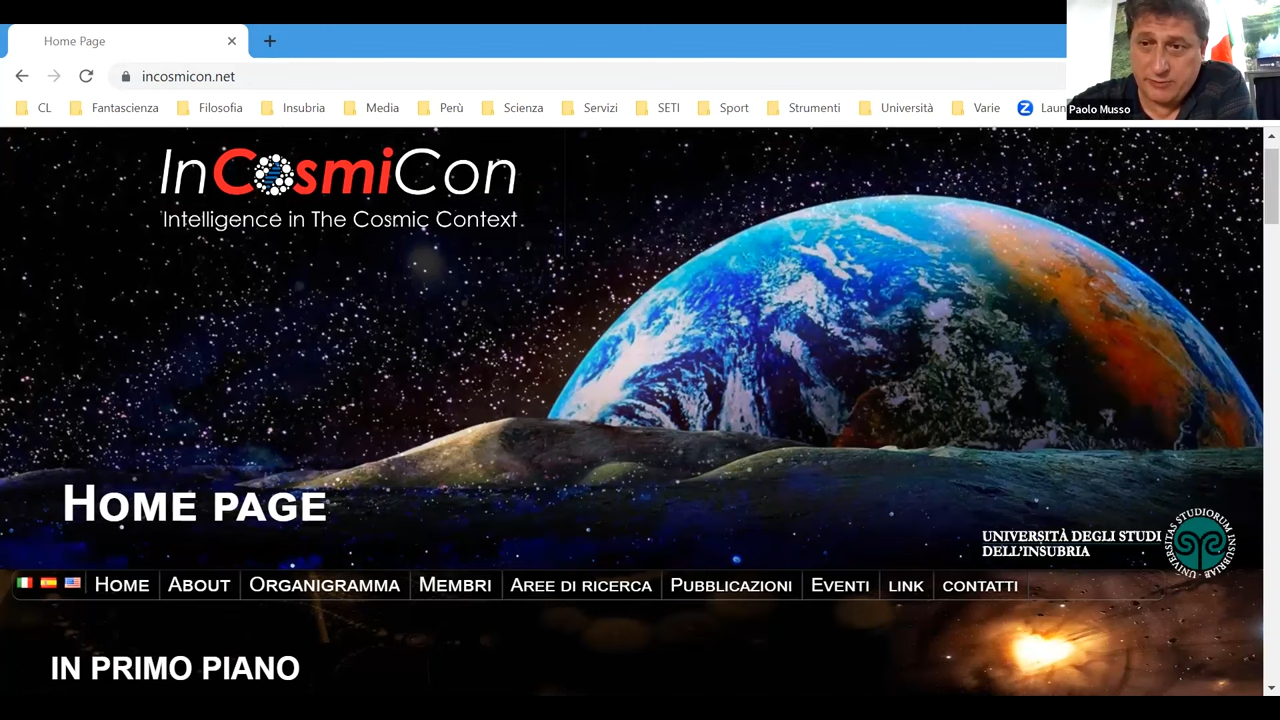 Home Page
incosmicon.net
CL Fantascienza Filosofia Insubria Media Perù Scienza Servizi SETI Sport Strumenti Università Varie Z Laun
Paolo Musso
InCosmiCon
Intelligence in The Cosmic Context
Home page
UNIVERSITÀ DEGLI STUDI
DELL'INSUBRIA
UNIVERSITAS STUDIORUM INSUBRIAE
Home About Organigramma Membri Aree di ricerca Pubblicazioni Eventi link contatti
IN PRIMO PIANO